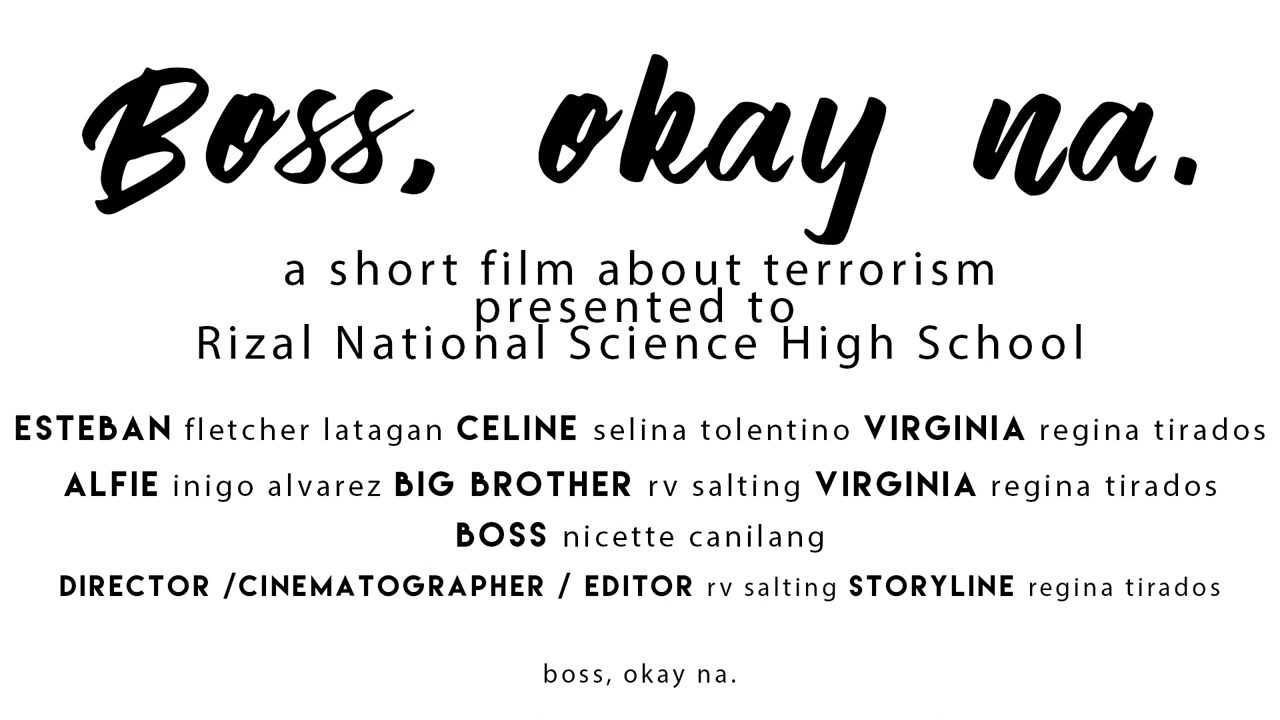 Boss, okay na.
a short film about terrorism
presented to
Rizal National Science High School
ESTEBAN fletcher latagan CELINE selina tolentino VIRGINIA regina tirados
ALFIE inigo alvarez BIG BROTHER rv salting VIRGINIA regina tirados
BOSS nicette canilang
DIRECTOR /CINEMATOGRAPHER / EDITOR rv salting STORYLINE regina tirados
boss, okay na.